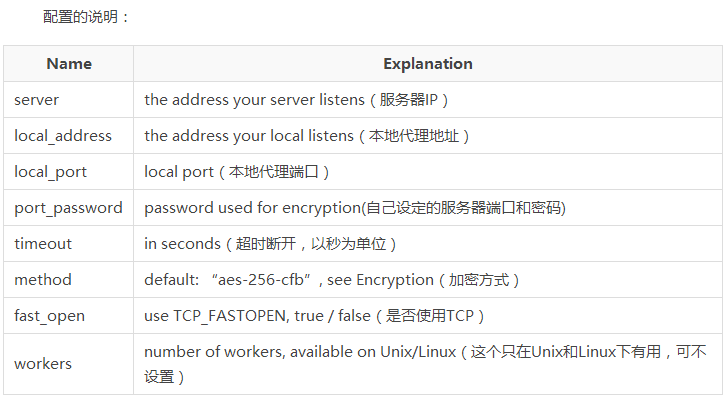 配置的说明：
Name Explanation
server the address your server listens（服务器IP）
local_address the address your local listens（本地代理地址）
local_port local port（本地代理端口）
port_password password used for encryption(自己设定的服务器端口和密码)
timeout in seconds（超时断开，以秒为单位）
method default: “aes-256-cfb”, see Encryption（加密方式）
fast_open use TCP_FASTOPEN, true / false（是否使用TCP）
workers number of workers, available on Unix/Linux（这个只在Unix和Linux下有用，可不
设置）